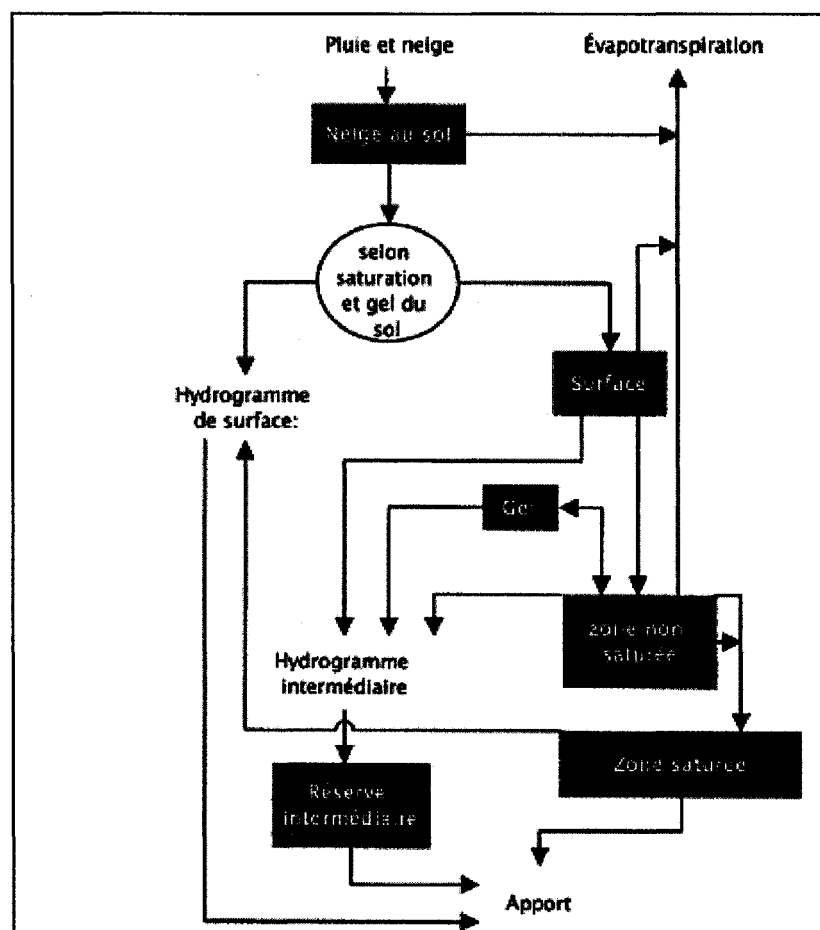 Pluie et neige
Évapotranspiration
Neige au sol
selon
saturation
et gel du
sol
Surface
Hydrogramme
de surface:
Gel
Zone non
saturée
Hydrogramme
intermédiaire
Zone saturée
Réserve
intermédiaire
Apport